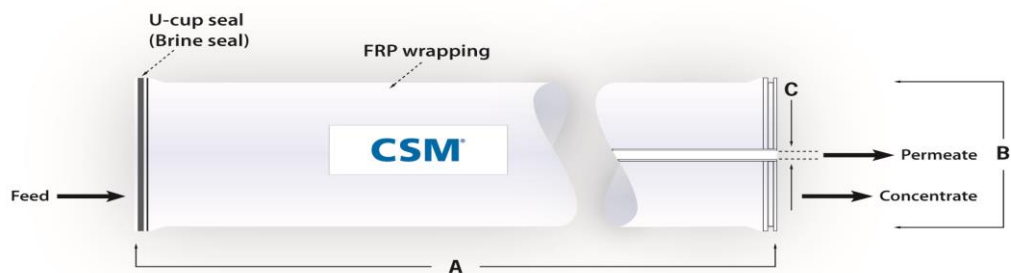 U-cup seal
(Brine seal)
FRP wrapping
C
CSM®
Permeate
B
Feed
Concentrate
A